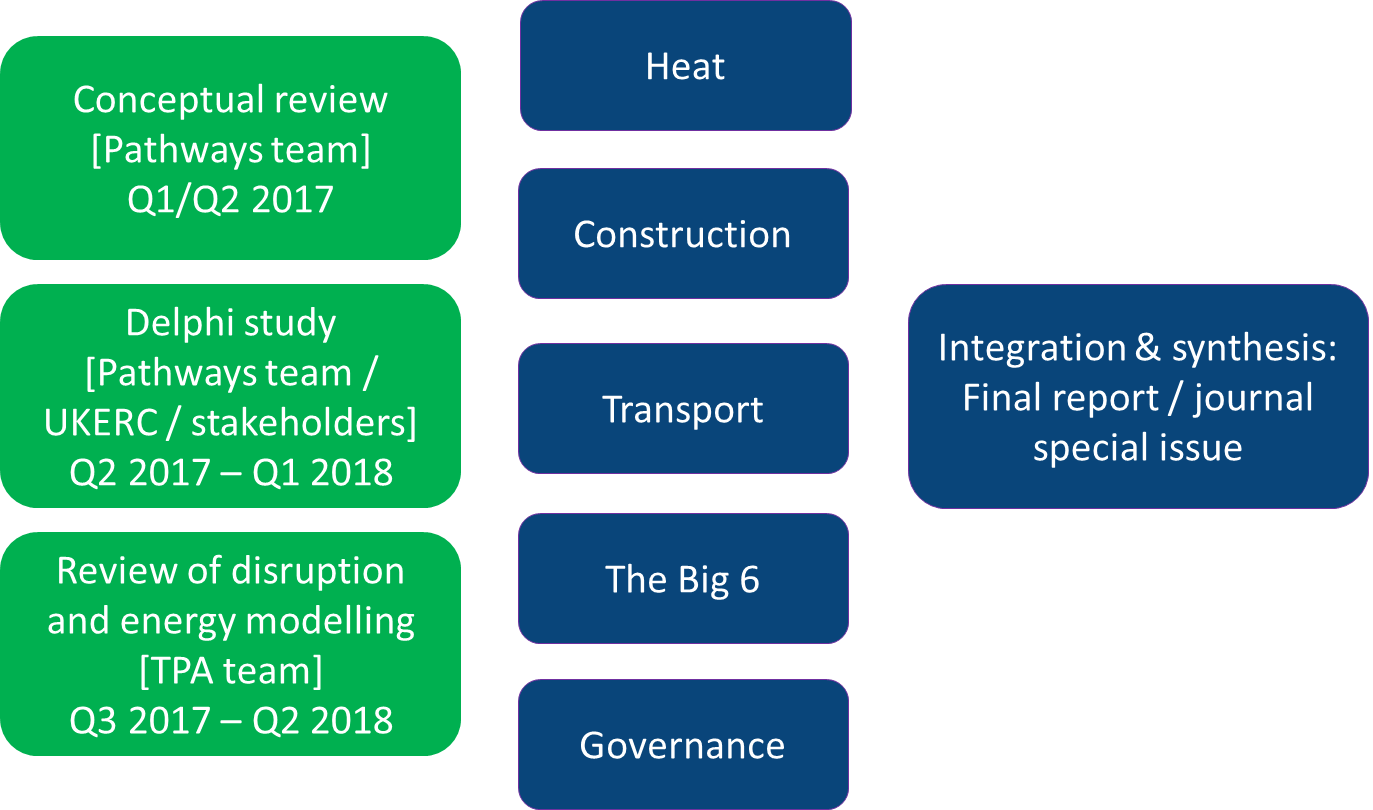 Conceptual review
[Pathways team]
Q1/Q2 2017
Delphi study
[Pathways team /
UKERC / stakeholders]
Q2 2017 – Q1 2018
Review of disruption
and energy modelling
[TPA team]
Q3 2017 – Q2 2018
Heat
Construction
Transport
The Big 6
Governance
Integration & synthesis:
Final report / journal
special issue